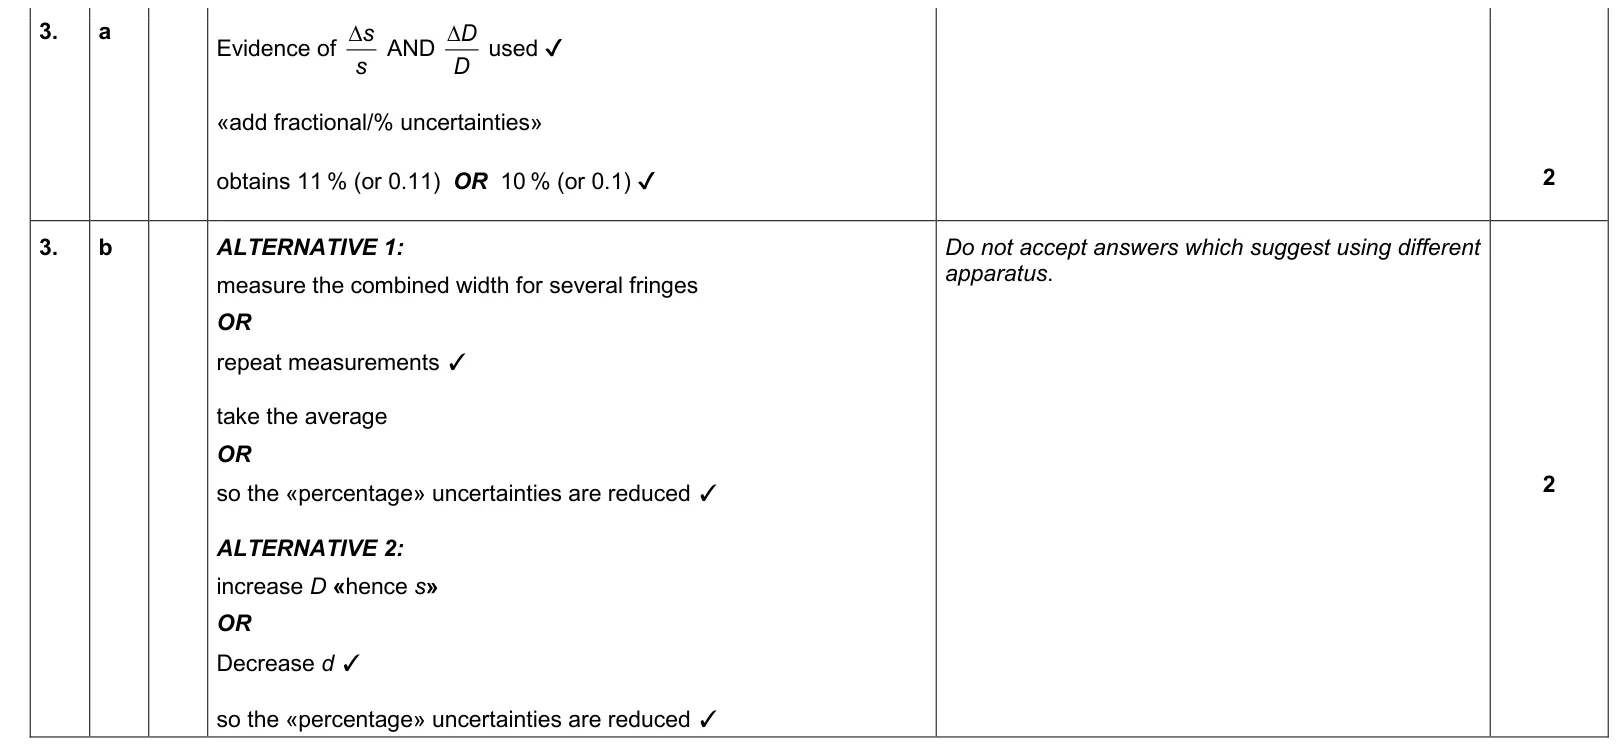 3. a Evidence of Δs/s AND ΔD/D used ✓
«add fractional/% uncertainties»
obtains 11 % (or 0.11) OR 10 % (or 0.1) ✓ 2
3. b ALTERNATIVE 1: Do not accept answers which suggest using different
apparatus.
measure the combined width for several fringes
OR
repeat measurements ✓
take the average
OR
so the «percentage» uncertainties are reduced ✓ 2
ALTERNATIVE 2:
increase D «hence s»
OR
Decrease d ✓
so the «percentage» uncertainties are reduced ✓